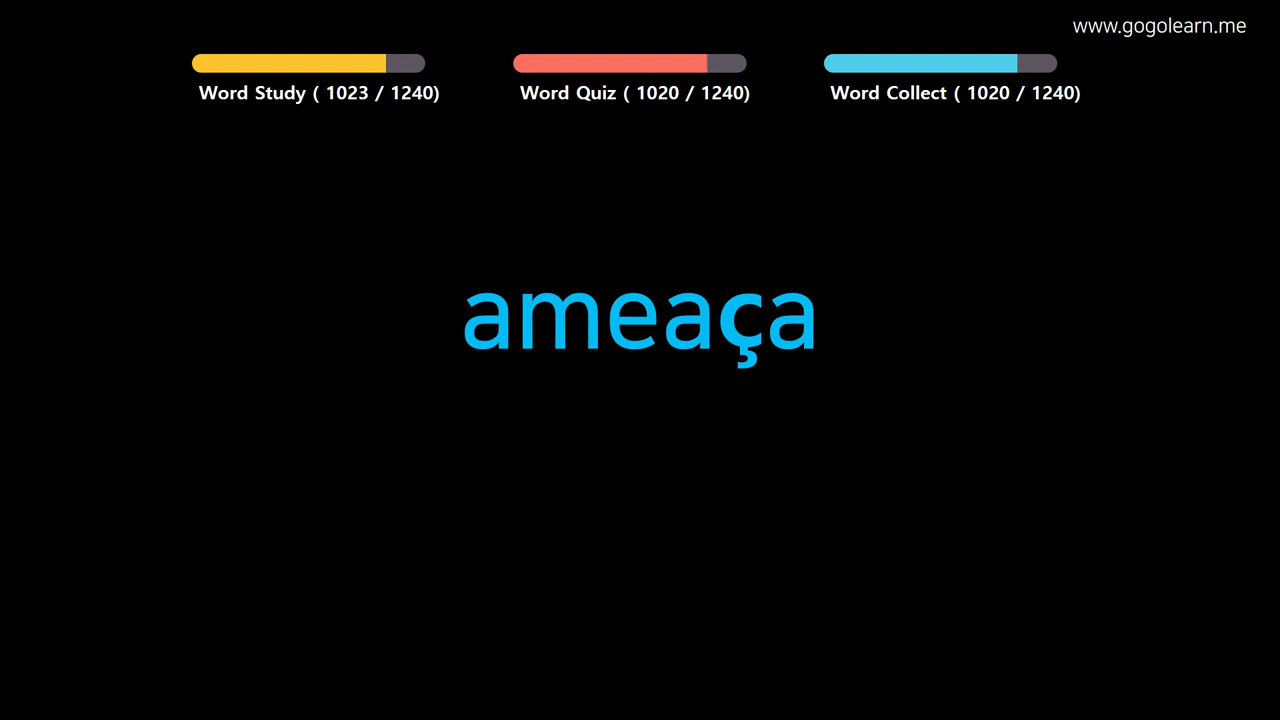 www.gogolearn.me
Word Study ( 1023 / 1240)
Word Quiz ( 1020 / 1240)
Word Collect ( 1020 / 1240)
ameaça